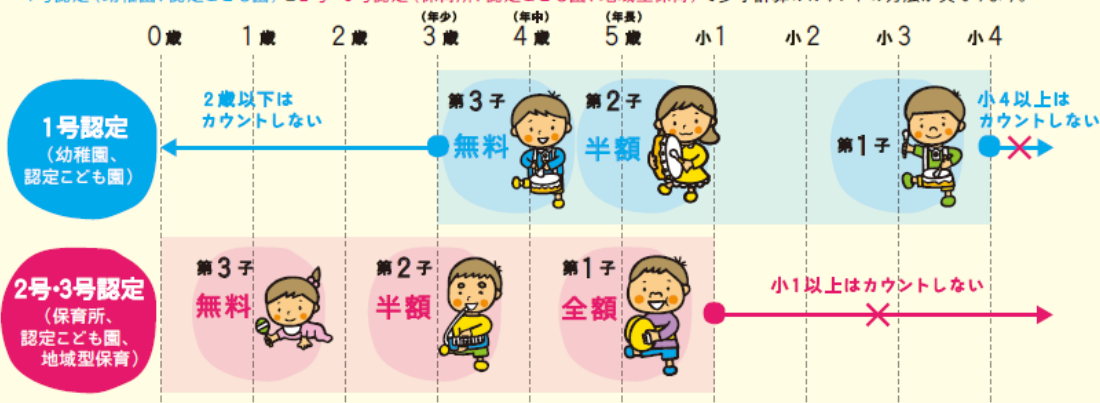 (年少) (年中) (年長)
0歳 1歳 2歳 3歳 4歳 5歳 小1 小2 小3 小4
1号認定
(幼稚園、
認定こども園)
2歳以下は
カウントしない
第3子
無料
第2子
半額
第1子
小4以上は
カウントしない
2号・3号認定
(保育所、
認定こども園、
地域型保育)
第3子
無料
第2子
半額
第1子
全額
小1以上はカウントしない